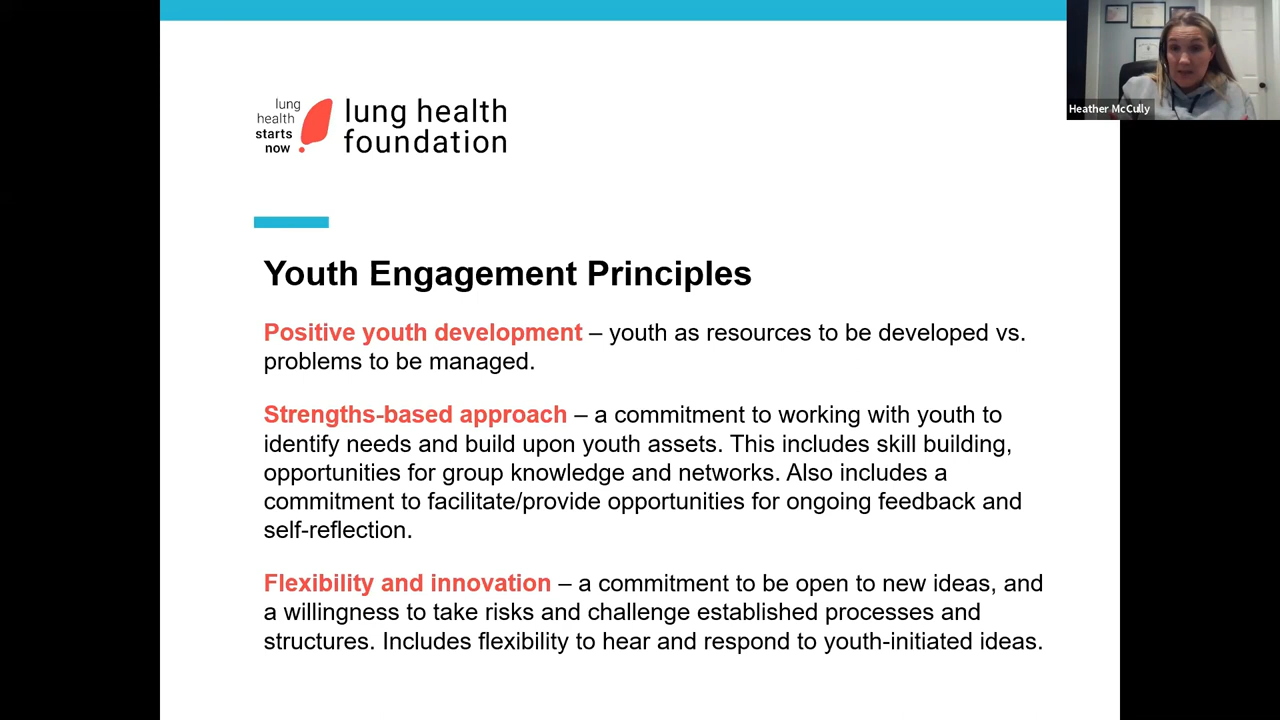 lung
health
starts
now
lung health
foundation
Heather McCully
Youth Engagement Principles
Positive youth development – youth as resources to be developed vs.
problems to be managed.
Strengths-based approach – a commitment to working with youth to
identify needs and build upon youth assets. This includes skill building,
opportunities for group knowledge and networks. Also includes a
commitment to facilitate/provide opportunities for ongoing feedback and
self-reflection.
Flexibility and innovation – a commitment to be open to new ideas, and
a willingness to take risks and challenge established processes and
structures. Includes flexibility to hear and respond to youth-initiated ideas.